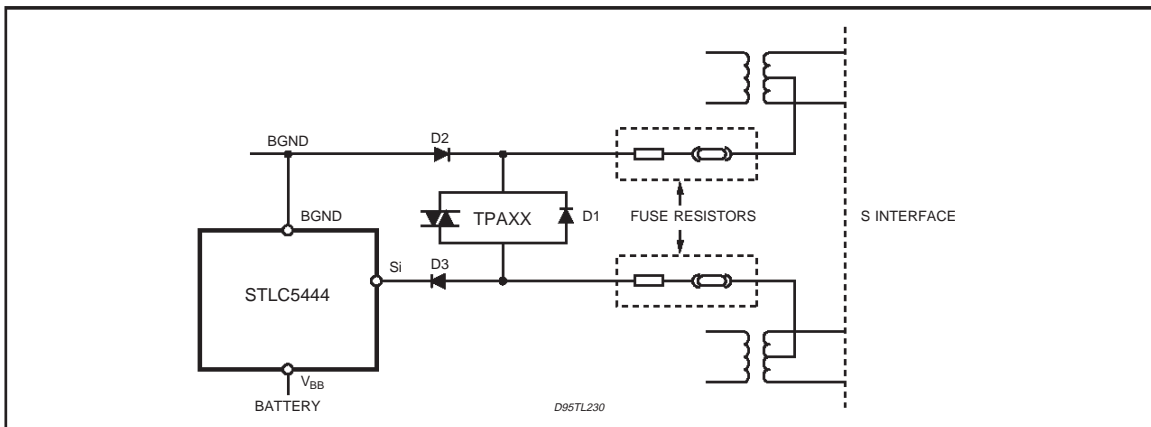 BGND
D2
BGND
TPAXX
D1
FUSE RESISTORS
S INTERFACE
Si
D3
STLC5444
VBB
BATTERY
D95TL230